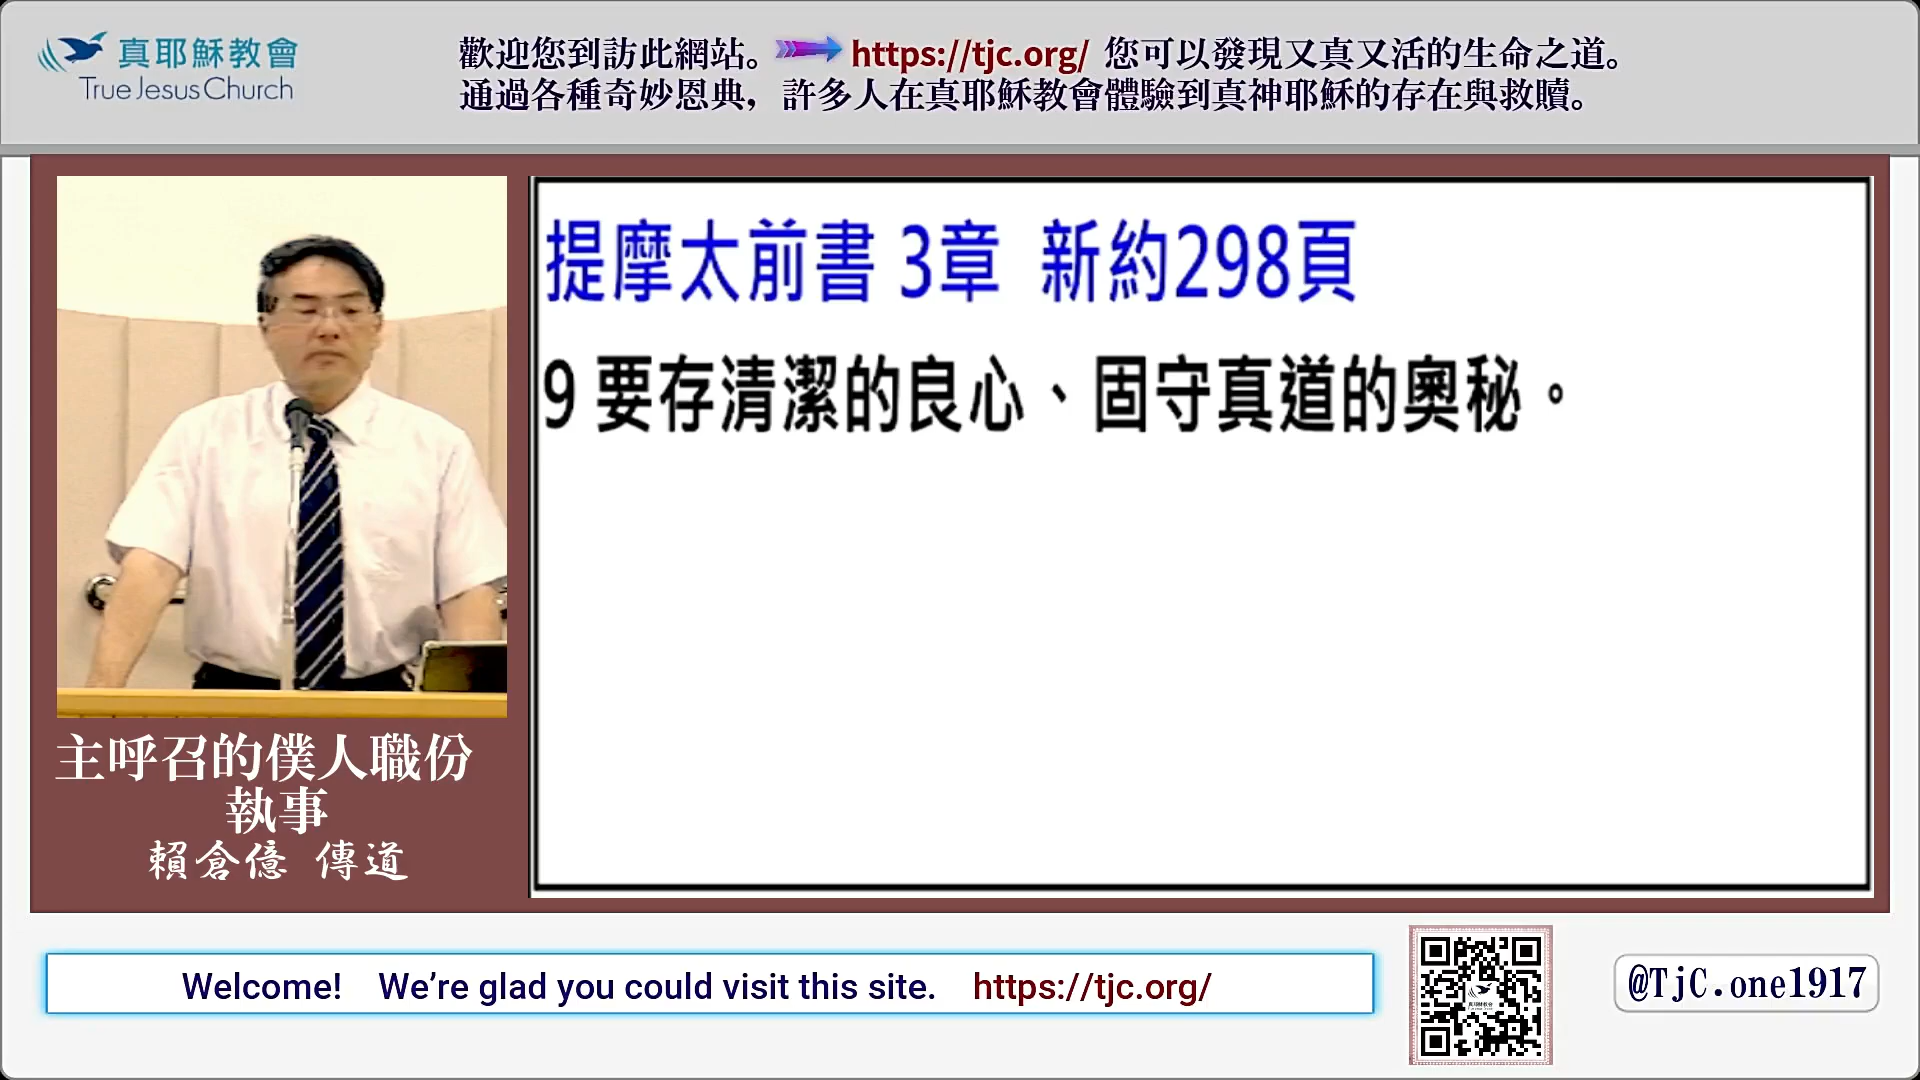 真耶穌教會
True Jesus Church
歡迎您到訪此網站。 https://tjc.org/ 您可以發現又真又活的生命之道。
通過各種奇妙恩典，許多人在真耶穌教會體驗到真神耶穌的存在與救贖。
提摩太前書 3章 新約298頁
9 要存清潔的良心、固守真道的奧秘。
主呼召的僕人職份
執事
賴倉億 傳道
Welcome! We’re glad you could visit this site. https://tjc.org/
@TjC.one1917